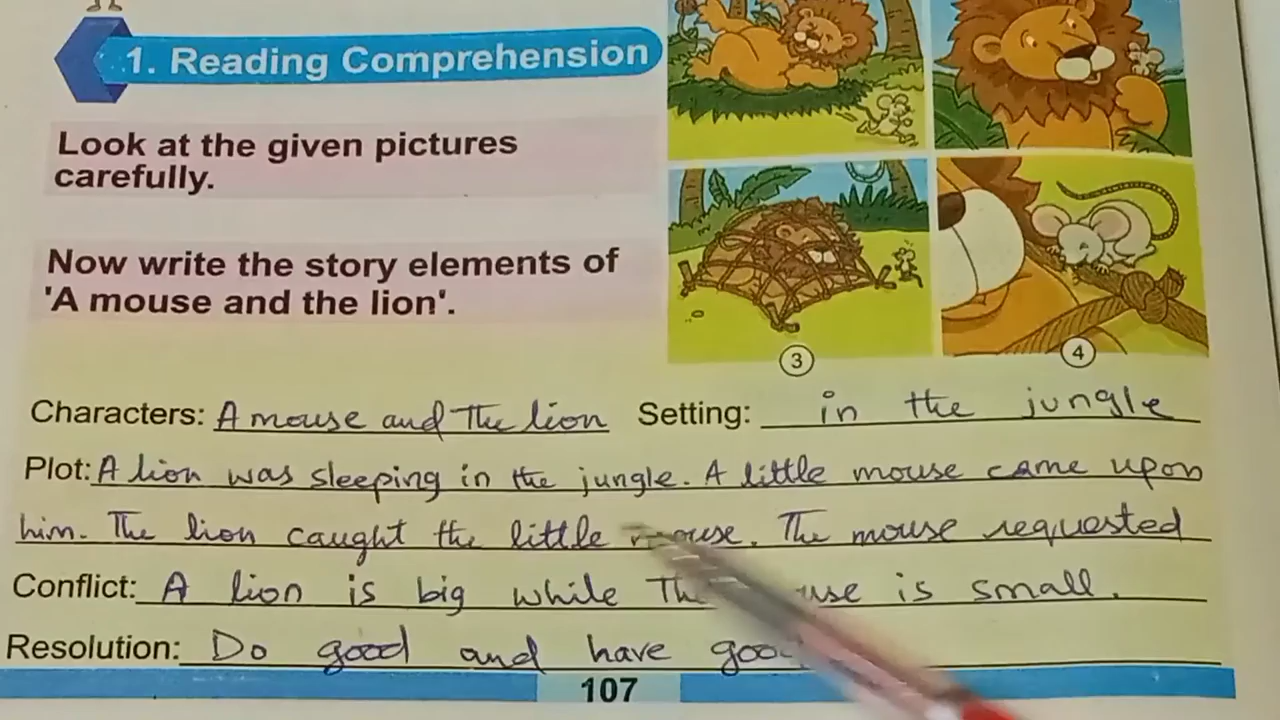 1. Reading Comprehension
Look at the given pictures
carefully.
Now write the story elements of
'A mouse and the lion'.
3
4
Characters: A mouse and The lion Setting: in the jungle
Plot: A lion was sleeping in the jungle. A little mouse came upon
him. The lion caught the little mouse. The mouse requested
Conflict: A lion is big while The mouse is small.
Resolution: Do good and have good
107